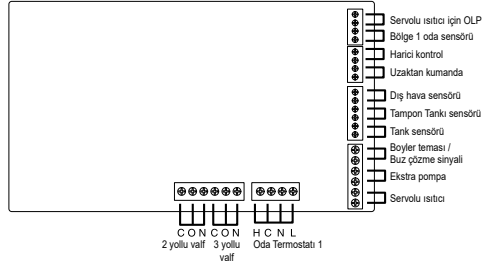 Servolu ısıtıcı için OLP
Bölge 1 oda sensörü
Harici kontrol
Uzaktan kumanda
Dış hava sensörü
Tampon Tankı sensörü
Tank sensörü
Boyler teması /
Buz çözme sinyali
Ekstra pompa
Servolu ısıtıcı
C O N C O N H C N L
2 yollu valf 3 yollu Oda Termostatı 1
valf